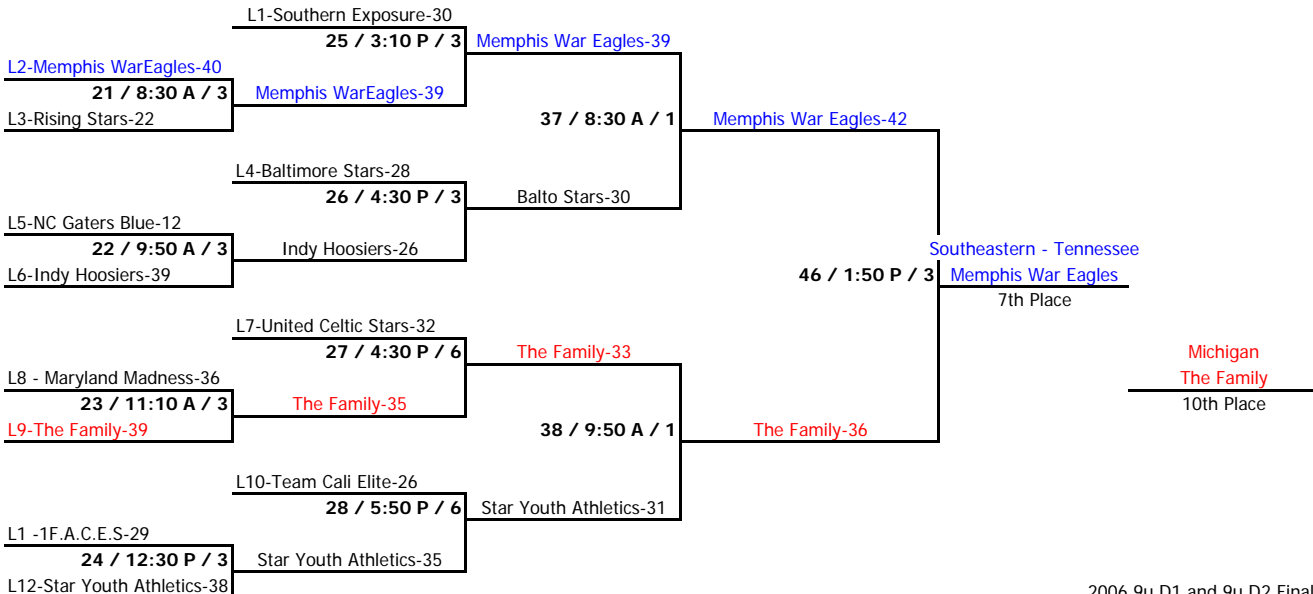 L1-Southern Exposure-30
25 / 3:10 P / 3 Memphis War Eagles-39
L2-Memphis WarEagles-40
21 / 8:30 A / 3 Memphis WarEagles-39
L3-Rising Stars-22
37 / 8:30 A / 1 Memphis War Eagles-42
L4-Baltimore Stars-28
26 / 4:30 P / 3 Balto Stars-30
L5-NC Gaters Blue-12
22 / 9:50 A / 3 Indy Hoosiers-26
L6-Indy Hoosiers-39
Southeastern - Tennessee
46 / 1:50 P / 3 Memphis War Eagles
7th Place
L7-United Celtic Stars-32
27 / 4:30 P / 6 The Family-33
Michigan
L8 - Maryland Madness-36
The Family
23 / 11:10 A / 3 The Family-35
10th Place
L9-The Family-39
38 / 9:50 A / 1 The Family-36
L10-Team Cali Elite-26
28 / 5:50 P / 6 Star Youth Athletics-31
L1 -1F.A.C.E.S-29
24 / 12:30 P / 3 Star Youth Athletics-35
L12-Star Youth Athletics-38
2006 9u D1 and 9u D2 Final